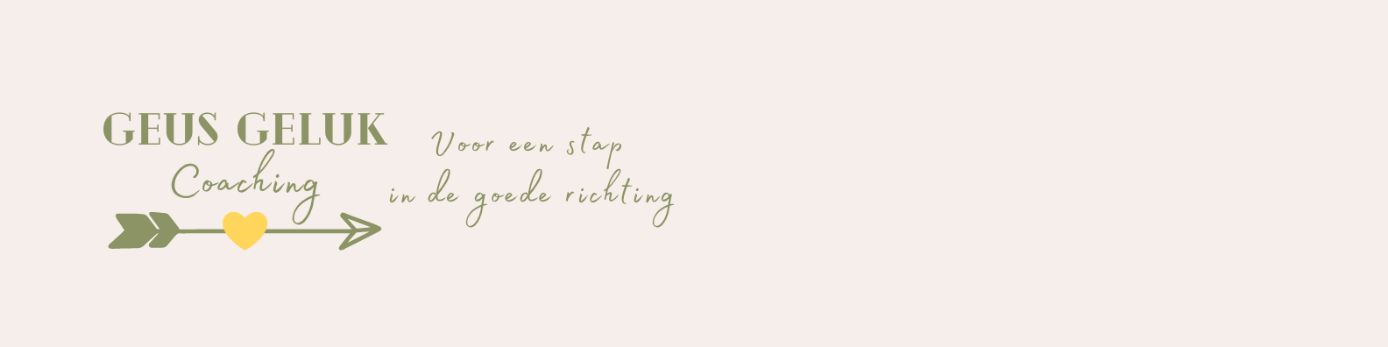 GEUS GELUK
Coaching
Voor een stap
in de goede richting